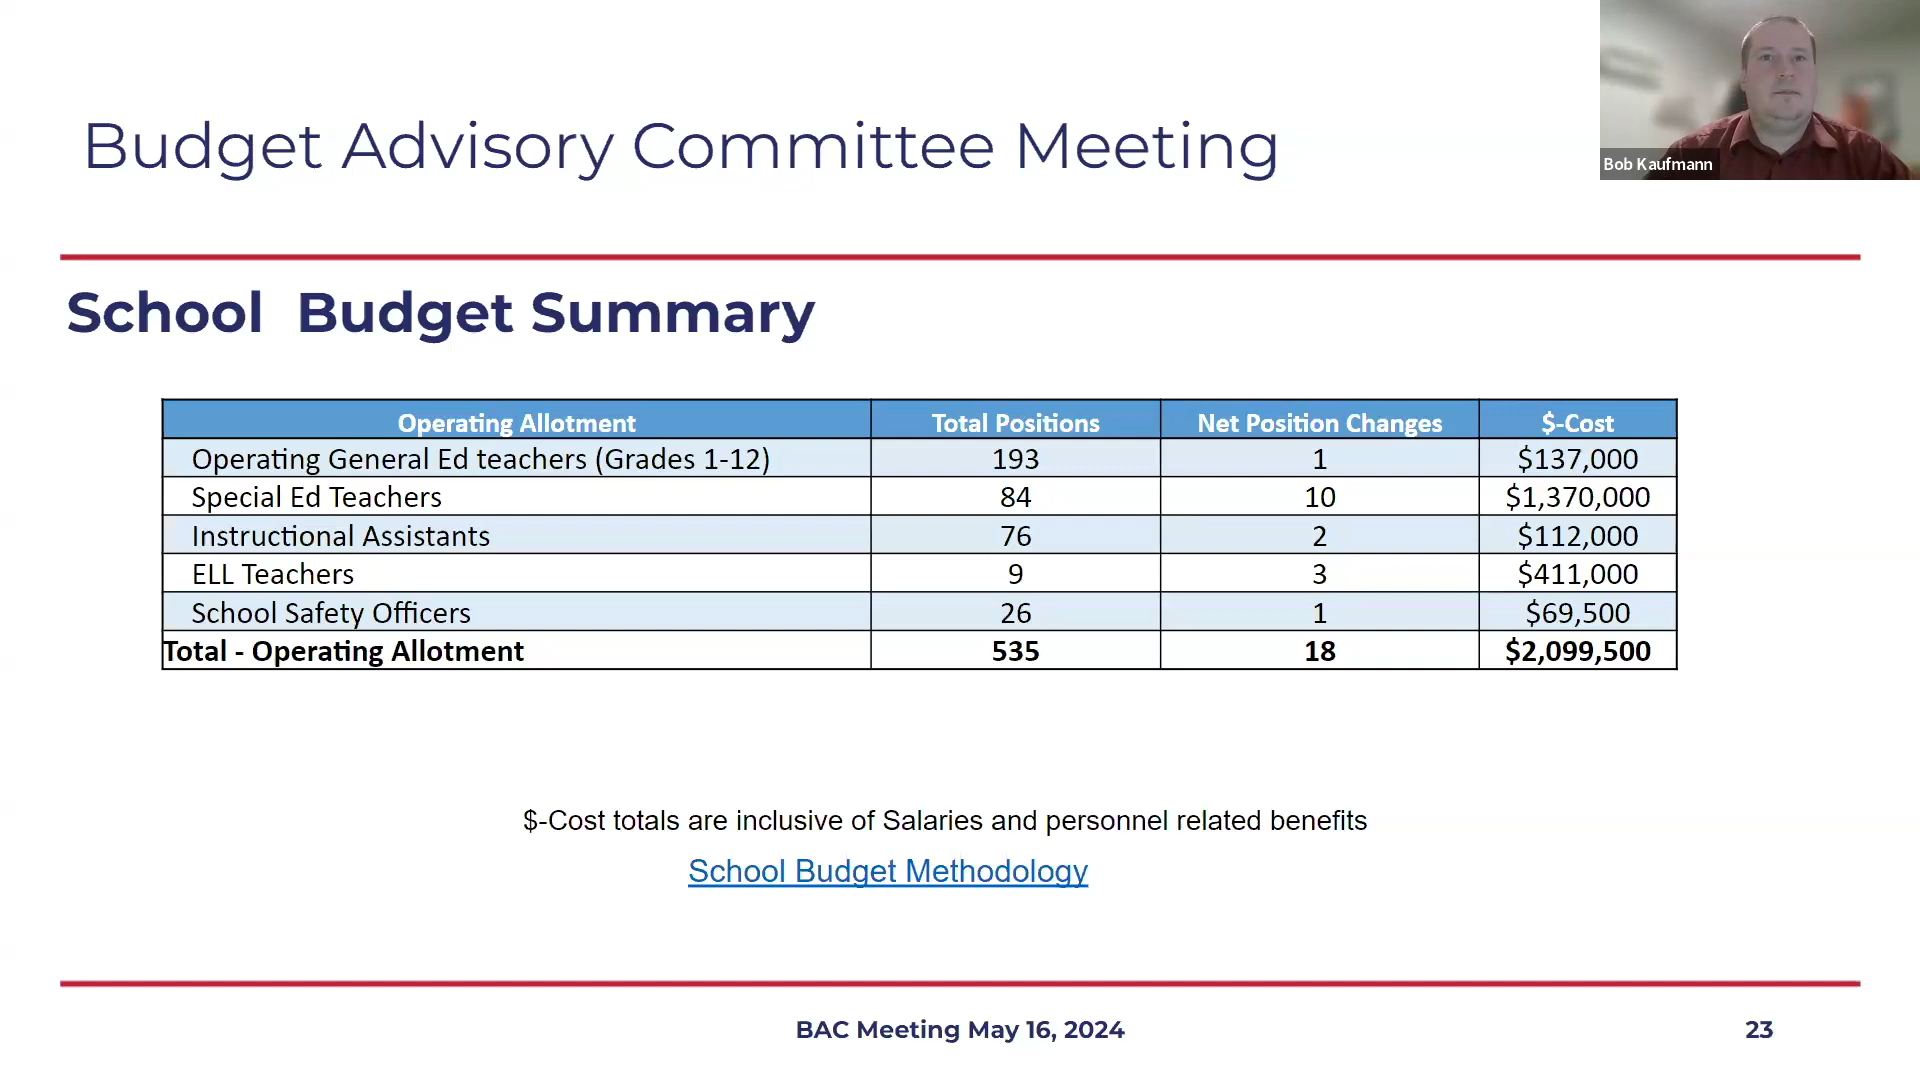 Budget Advisory Committee Meeting
Bob Kaufmann
School Budget Summary
Operating Allotment Total Positions Net Position Changes $-Cost
Operating General Ed teachers (Grades 1-12) 193 1 $137,000
Special Ed Teachers 84 10 $1,370,000
Instructional Assistants 76 2 $112,000
ELL Teachers 9 3 $411,000
School Safety Officers 26 1 $69,500
Total - Operating Allotment 535 18 $2,099,500
$-Cost totals are inclusive of Salaries and personnel related benefits
School Budget Methodology
BAC Meeting May 16, 2024 23